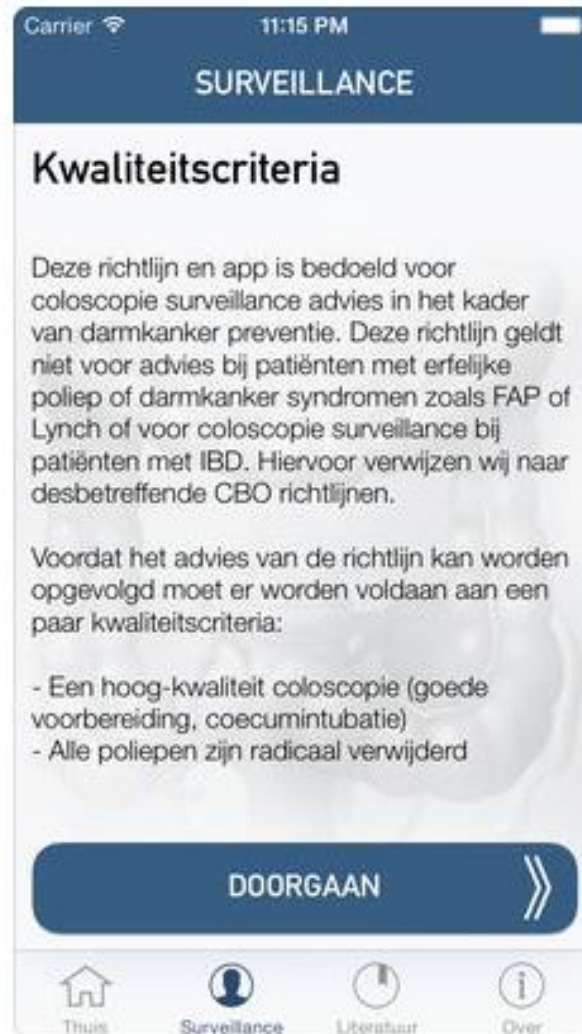 Carrier 11:15 PM
SURVEILLANCE
Kwaliteitscriteria
Deze richtlijn en app is bedoeld voor
coloscopie surveillance advies in het kader
van darmkanker preventie. Deze richtlijn geldt
niet voor advies bij patiënten met erfelijke
poliep of darmkanker syndromen zoals FAP of
Lynch of voor coloscopie surveillance bij
patiënten met IBD. Hiervoor verwijzen wij naar
desbetreffende CBO richtlijnen.
Voordat het advies van de richtlijn kan worden
opgevolgd moet er worden voldaan aan een
paar kwaliteitscriteria:
- Een hoog-kwaliteit coloscopie (goede
voorbereiding, coecumintubatie)
- Alle poliepen zijn radicaal verwijderd
DOORGAAN
Thuis Surveillance Literatuur Over